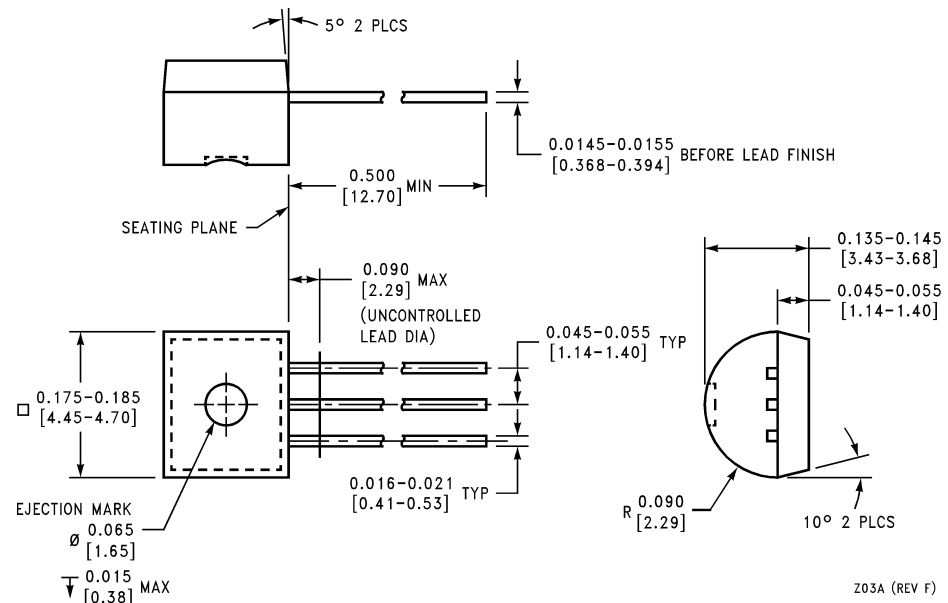 5° 2 PLCS
0.0145-0.0155
[0.368-0.394]
BEFORE LEAD FINISH
0.500
[12.70]
MIN
SEATING PLANE
0.090
[2.29]
MAX
(UNCONTROLLED
LEAD DIA)
0.135-0.145
[3.43-3.68]
0.045-0.055
[1.14-1.40]
0.045-0.055
[1.14-1.40]
TYP
□ 0.175-0.185
[4.45-4.70]
0.016-0.021
[0.41-0.53]
TYP
EJECTION MARK
Ø 0.065
[1.65]
↧ 0.015
[0.38]
MAX
R 0.090
[2.29]
10° 2 PLCS
Z03A (REV F)